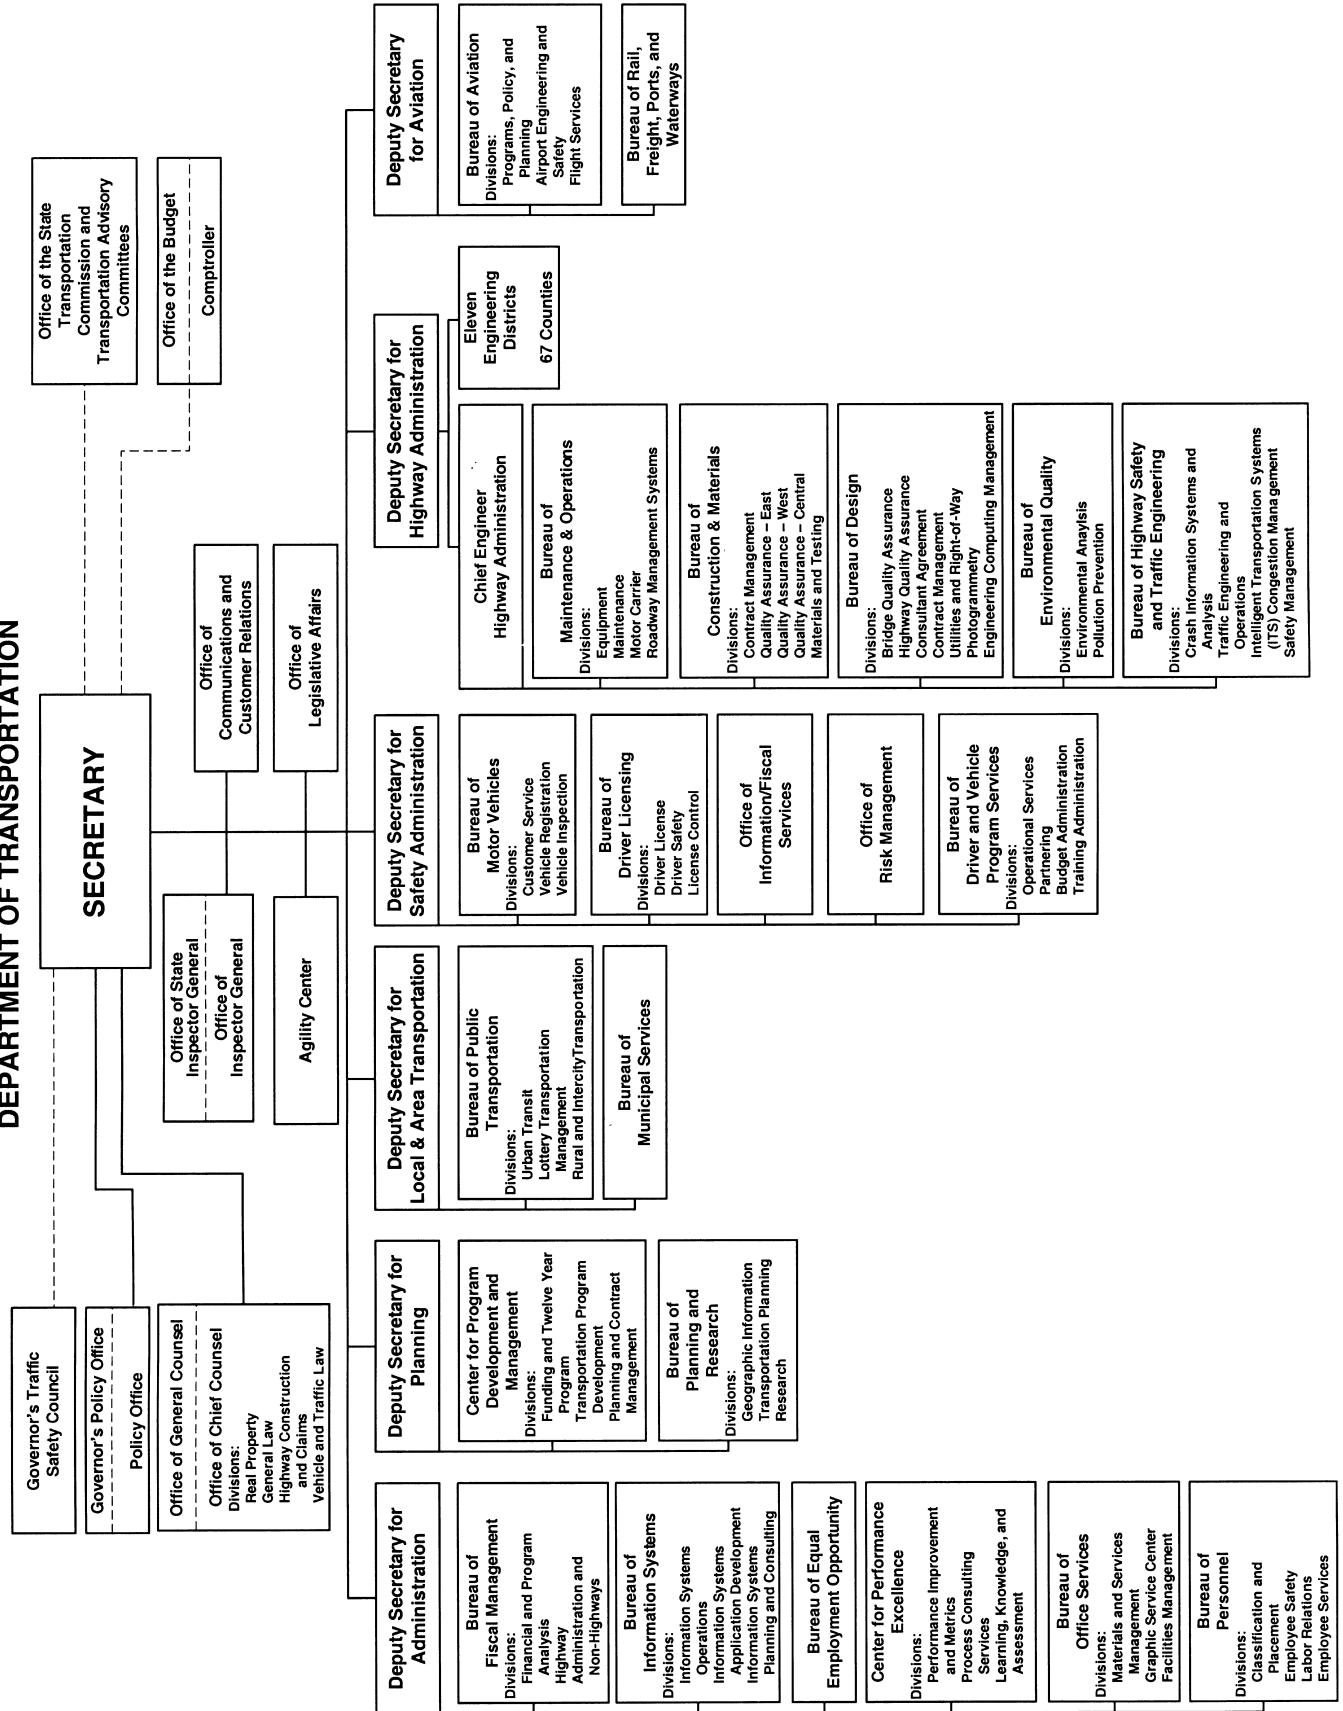 DEPARTMENT OF TRANSPORTATION
SECRETARY
Governor's Traffic
Safety Council
Governor's Policy Office
Policy Office
Office of General Counsel
Office of Chief Counsel
Divisions:
Real Property
General Law
Highway Construction
and Claims
Vehicle and Traffic Law
Office of the State
Transportation
Commission and
Transportation Advisory
Committees
Office of the Budget
Comptroller
Office of State
Inspector General
Office of
Inspector General
Agility Center
Office of
Communications and
Customer Relations
Office of
Legislative Affairs
Deputy Secretary for
Administration
Bureau of
Fiscal Management
Divisions:
Financial and Program
Analysis
Highway
Administration and
Non-Highways
Bureau of
Information Systems
Divisions:
Information Systems
Operations
Information Systems
Application Development
Information Systems
Planning and Consulting
Bureau of Equal
Employment Opportunity
Center for Performance
Excellence
Divisions:
Performance Improvement
and Metrics
Process Consulting
Services
Learning, Knowledge, and
Assessment
Bureau of
Office Services
Divisions:
Materials and Services
Management
Graphic Service Center
Facilities Management
Bureau of
Personnel
Divisions:
Classification and
Placement
Employee Safety
Labor Relations
Employee Services
Deputy Secretary for
Planning
Center for Program
Development and
Management
Divisions:
Funding and Twelve Year
Program
Transportation Program
Development
Planning and Contract
Management
Bureau of
Planning and
Research
Divisions:
Geographic Information
Transportation Planning
Research
Deputy Secretary for
Local & Area Transportation
Bureau of Public
Transportation
Divisions:
Urban Transit
Lottery Transportation
Management
Rural and IntercityTransportation
Bureau of
Municipal Services
Deputy Secretary for
Safety Administration
Bureau of
Motor Vehicles
Divisions:
Customer Service
Vehicle Registration
Vehicle Inspection
Bureau of
Driver Licensing
Divisions:
Driver License
Driver Safety
License Control
Office of
Information/Fiscal
Services
Office of
Risk Management
Bureau of
Driver and Vehicle
Program Services
Divisions:
Operational Services
Partnering
Budget Administration
Training Administration
Deputy Secretary for
Highway Administration
Chief Engineer
Highway Administration
Bureau of
Maintenance & Operations
Divisions:
Equipment
Maintenance
Motor Carrier
Roadway Management Systems
Bureau of
Construction & Materials
Divisions:
Contract Management
Quality Assurance – East
Quality Assurance – West
Quality Assurance – Central
Materials and Testing
Bureau of Design
Divisions:
Bridge Quality Assurance
Highway Quality Assurance
Consultant Agreement
Contract Management
Utilities and Right-of-Way
Photogrammetry
Engineering Computing Management
Bureau of
Environmental Quality
Divisions:
Environmental Anaylsis
Pollution Prevention
Bureau of Highway Safety
and Traffic Engineering
Divisions:
Crash Information Systems and
Analysis
Traffic Engineering and
Operations
Intelligent Transportation Systems
(ITS) Congestion Management
Safety Management
Eleven
Engineering
Districts
67 Counties
Deputy Secretary
for Aviation
Bureau of Aviation
Divisions:
Programs, Policy, and
Planning
Airport Engineering and
Safety
Flight Services
Bureau of Rail,
Freight, Ports, and
Waterways